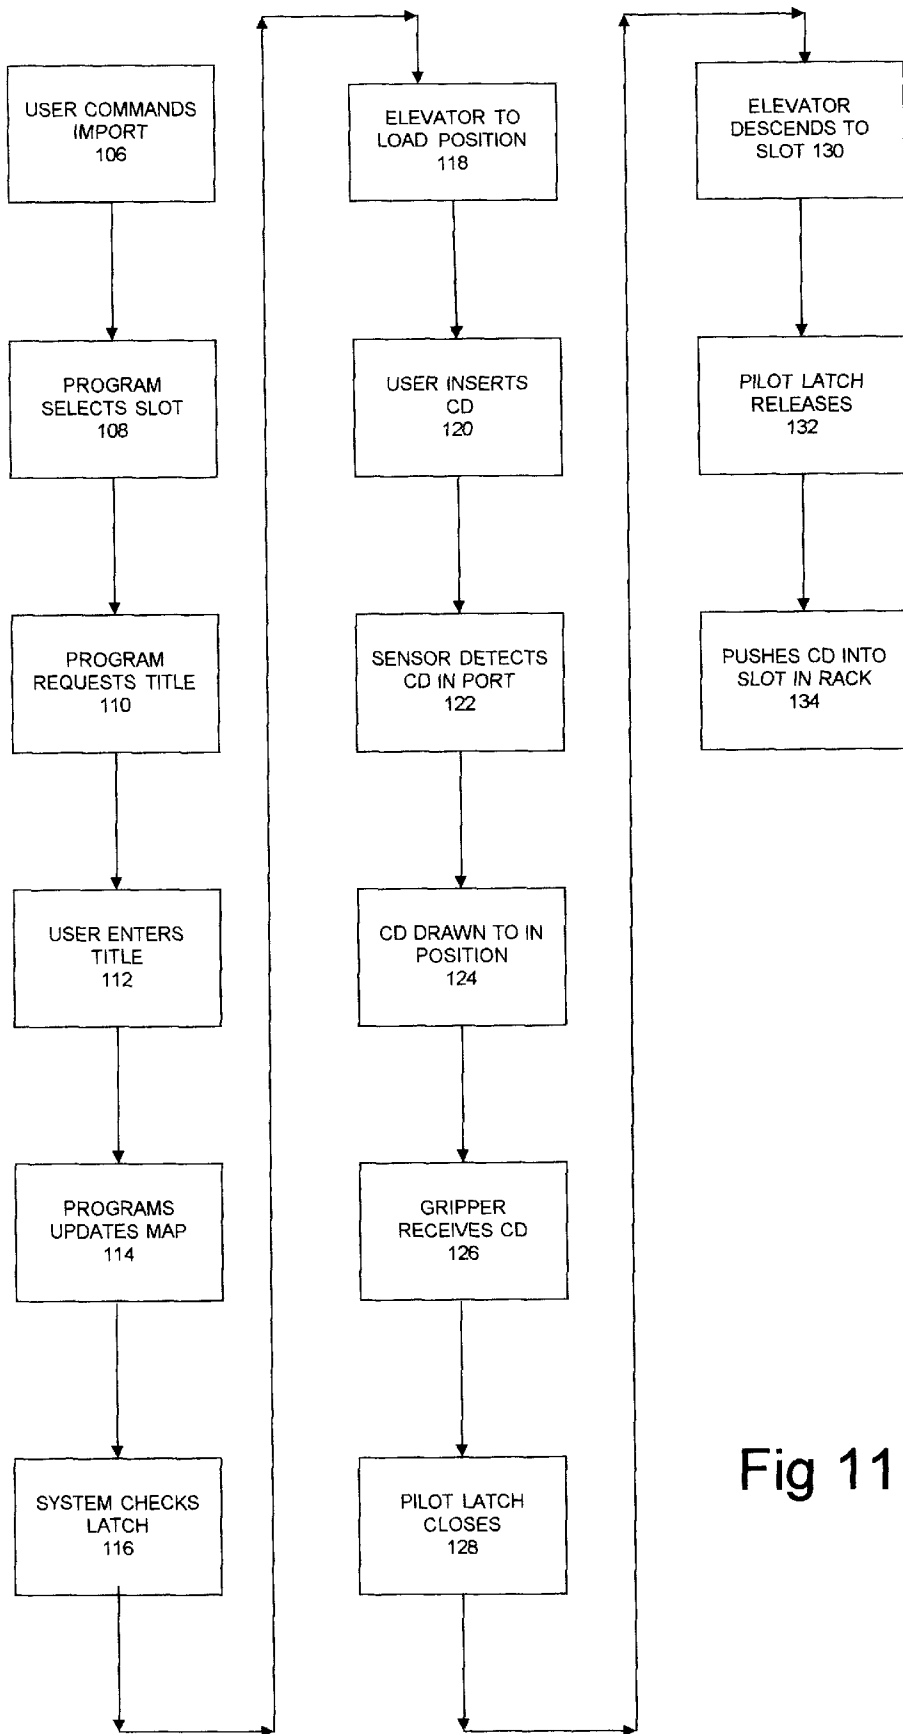 USER COMMANDS
IMPORT
106
PROGRAM
SELECTS SLOT
108
PROGRAM
REQUESTS TITLE
110
USER ENTERS
TITLE
112
PROGRAMS
UPDATES MAP
114
SYSTEM CHECKS
LATCH
116
ELEVATOR TO
LOAD POSITION
118
USER INSERTS
CD
120
SENSOR DETECTS
CD IN PORT
122
CD DRAWN TO IN
POSITION
124
GRIPPER
RECEIVES CD
126
PILOT LATCH
CLOSES
128
ELEVATOR
DESCENDS TO
SLOT 130
PILOT LATCH
RELEASES
132
PUSHES CD INTO
SLOT IN RACK
134
Fig 11